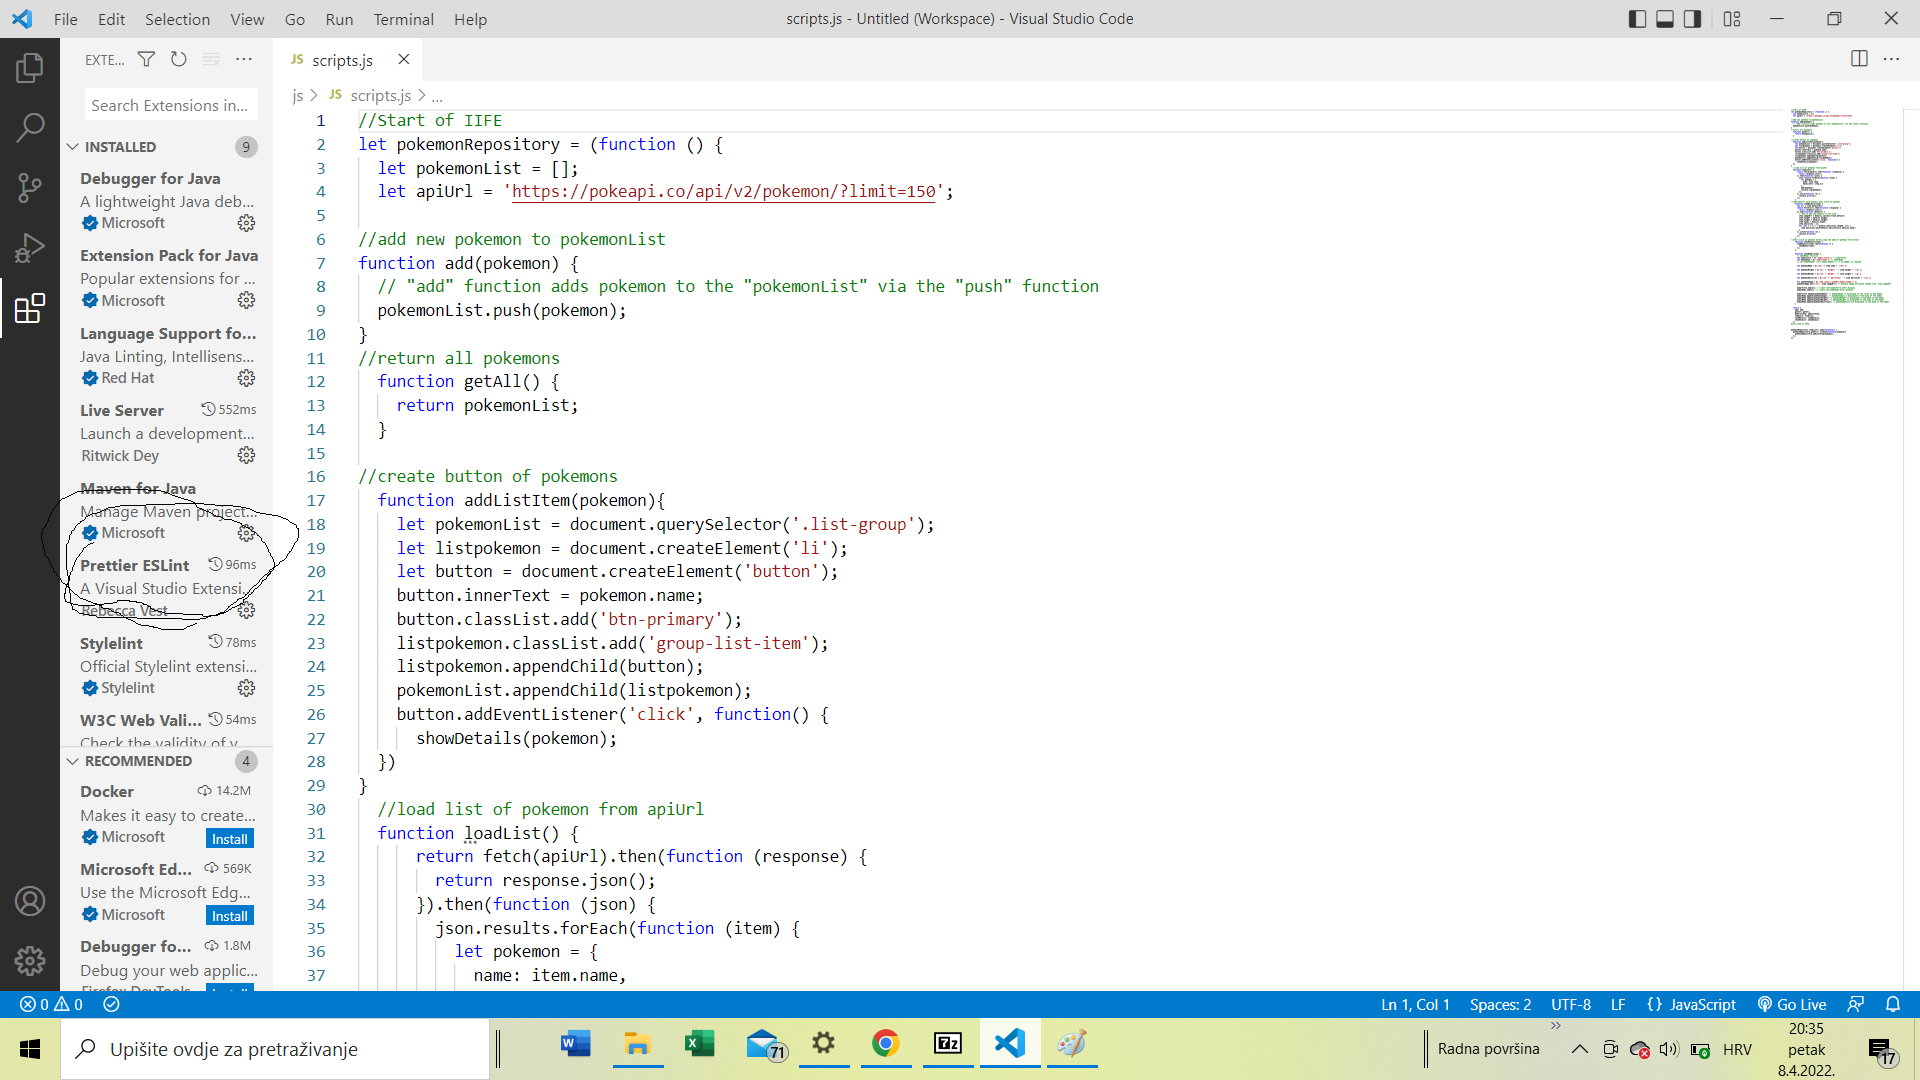 File Edit Selection View Go Run Terminal Help
scripts.js - Untitled (Workspace) - Visual Studio Code
EXTE...
Search Extensions in...
INSTALLED 9
Debugger for Java
A lightweight Java deb...
Microsoft
Extension Pack for Java
Popular extensions for ...
Microsoft
Language Support fo...
Java Linting, Intellisens...
Red Hat
Live Server 552ms
Launch a development...
Ritwick Dey
Maven for Java
Manage Maven project...
Microsoft
Prettier ESLint 96ms
A Visual Studio Extensi...
Rebecca Vest
Stylelint 78ms
Official Stylelint extensi...
Stylelint
W3C Web Vali... 54ms
Check the validity of
RECOMMENDED 4
Docker 14.2M
Makes it easy to create...
Microsoft Install
Microsoft Ed... 569K
Use the Microsoft Edg...
Microsoft Install
Debugger fo... 1.8M
Debug your web applic...
Firefox DevTools Install
JS scripts.js
js > JS scripts.js > ...
1 //Start of IIFE
2 let pokemonRepository = (function () {
3 let pokemonList = [];
4 let apiUrl = 'https://pokeapi.co/api/v2/pokemon/?limit=150';
5
6 //add new pokemon to pokemonList
7 function add(pokemon) {
8 // "add" function adds pokemon to the "pokemonList" via the "push" function
9 pokemonList.push(pokemon);
10 }
11 //return all pokemons
12 function getAll() {
13 return pokemonList;
14 }
15
16 //create button of pokemons
17 function addListItem(pokemon){
18 let pokemonList = document.querySelector('.list-group');
19 let listpokemon = document.createElement('li');
20 let button = document.createElement('button');
21 button.innerText = pokemon.name;
22 button.classList.add('btn-primary');
23 listpokemon.classList.add('group-list-item');
24 listpokemon.appendChild(button);
25 pokemonList.appendChild(listpokemon);
26 button.addEventListener('click', function() {
27 showDetails(pokemon);
28 })
29 }
30 //load list of pokemon from apiUrl
31 function loadList() {
32 return fetch(apiUrl).then(function (response) {
33 return response.json();
34 }).then(function (json) {
35 json.results.forEach(function (item) {
36 let pokemon = {
37 name: item.name,
0 0
Ln 1, Col 1 Spaces: 2 UTF-8 LF {} JavaScript Go Live
Upišite ovdje za pretraživanje
71
7z
Radna površina
HRV
20:35
petak
8.4.2022.
17